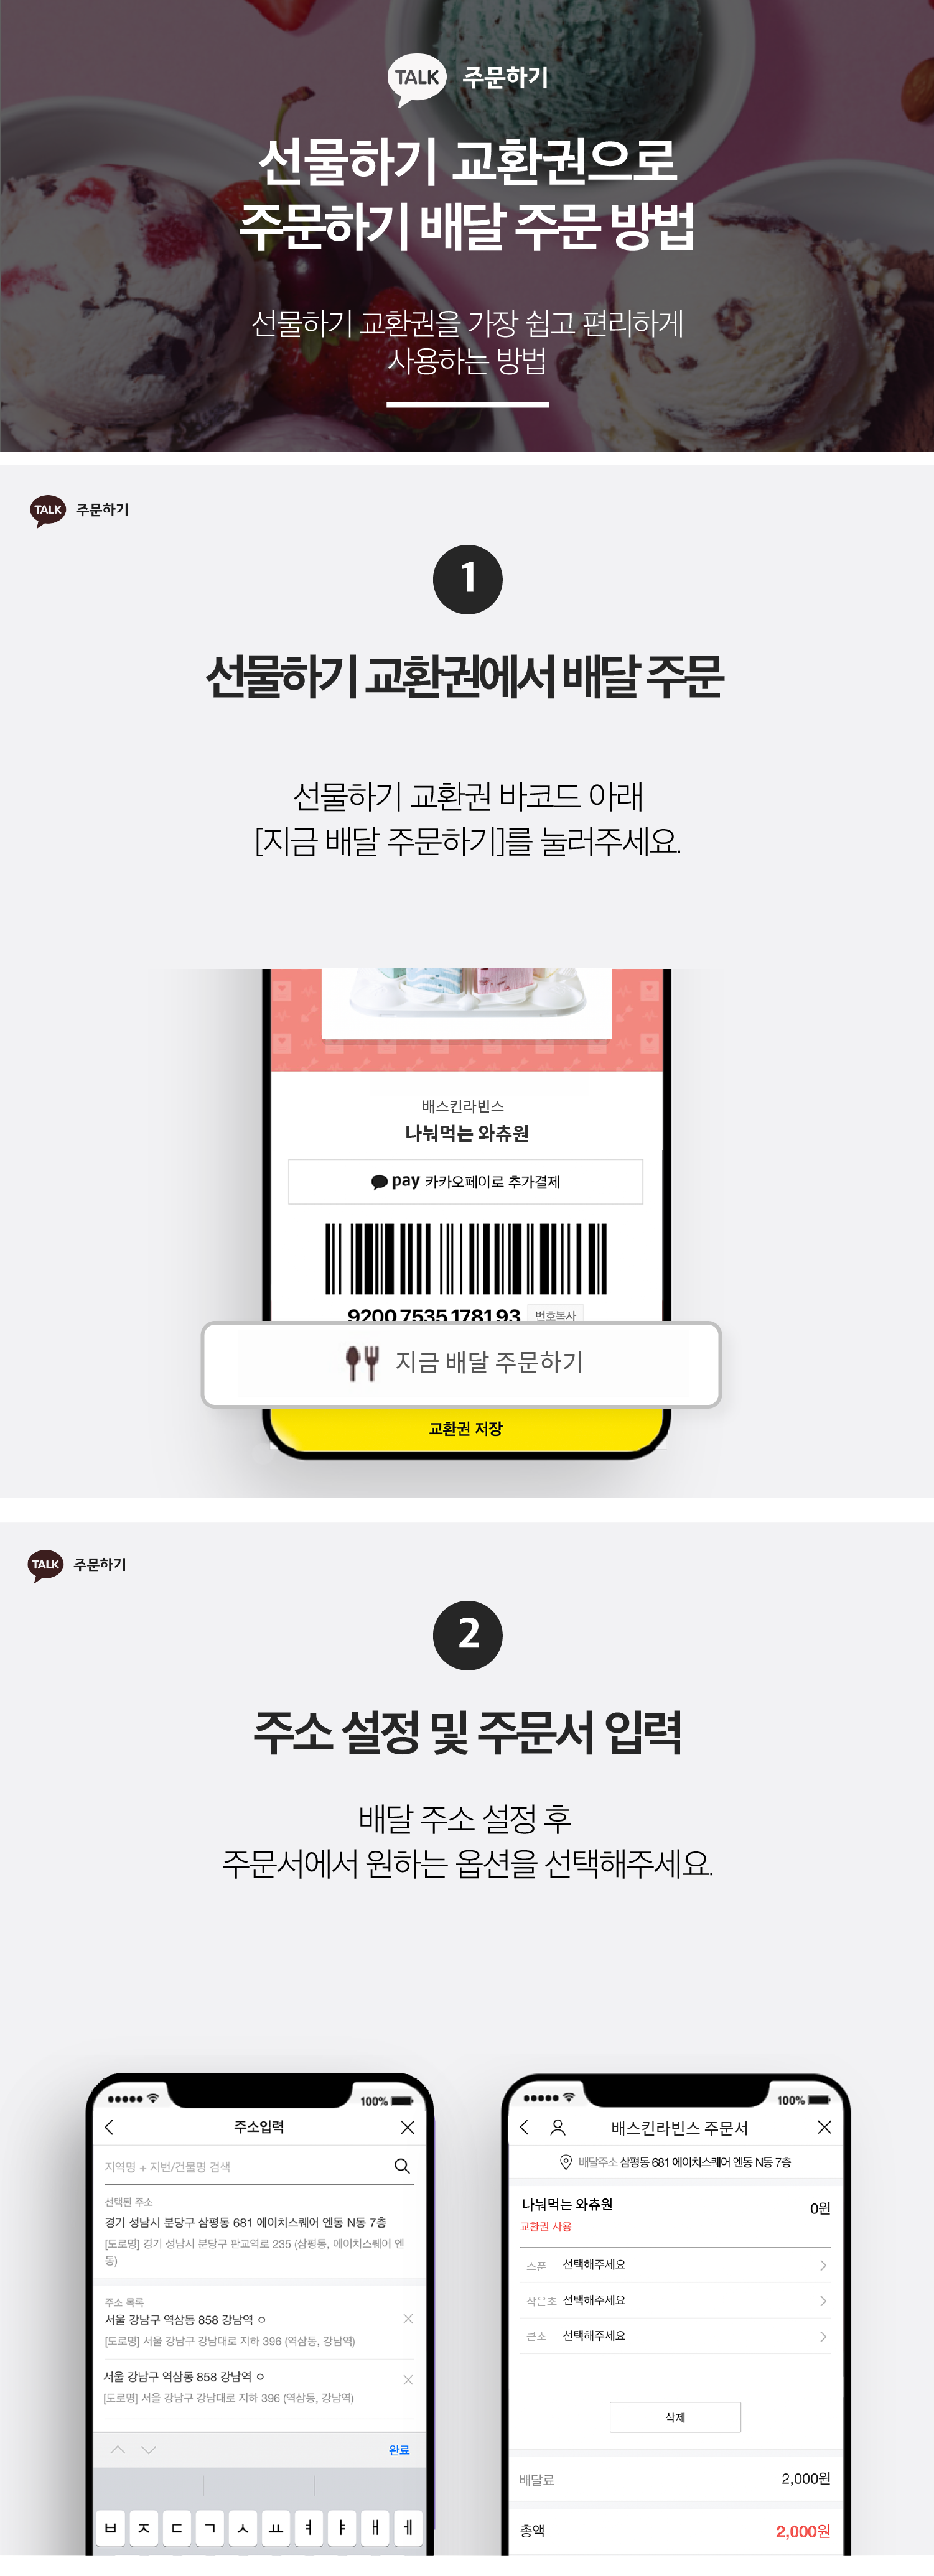 TALK 주문하기
선물하기 교환권으로
주문하기 배달 주문 방법
선물하기 교환권을 가장 쉽고 편리하게
사용하는 방법
TALK 주문하기
1
선물하기 교환권에서 배달 주문
선물하기 교환권 바코드 아래
[지금 배달 주문하기]를 눌러주세요.
배스킨라빈스
나눠먹는 와츄원
pay 카카오페이로 추가결제
9200 7535 1781 93 번호복사
지금 배달 주문하기
교환권 저장
TALK 주문하기
2
주소 설정 및 주문서 입력
배달 주소 설정 후
주문서에서 원하는 옵션을 선택해주세요.
100%
주소입력
지역명 + 지번/건물명 검색
선택된 주소
경기 성남시 분당구 삼평동 681 에이치스퀘어 엔동 N동 7층
[도로명] 경기 성남시 분당구 판교역로 235 (삼평동, 에이치스퀘어 엔
동)
주소 목록
서울 강남구 역삼동 858 강남역 ㅇ
[도로명] 서울 강남구 강남대로 지하 396 (역삼동, 강남역)
서울 강남구 역삼동 858 강남역 ㅇ
[도로명] 서울 강남구 강남대로 지하 396 (역삼동, 강남역)
완료
ㅂ ㅈ ㄷ ㄱ ㅅ ㅛ ㅕ ㅑ ㅐ ㅔ
100%
배스킨라빈스 주문서
배달주소 삼평동 681 에이치스퀘어 엔동 N동 7층
나눠먹는 와츄원 0원
교환권 사용
스푼 선택해주세요
작은초 선택해주세요
큰초 선택해주세요
삭제
배달료 2,000원
총액 2,000원